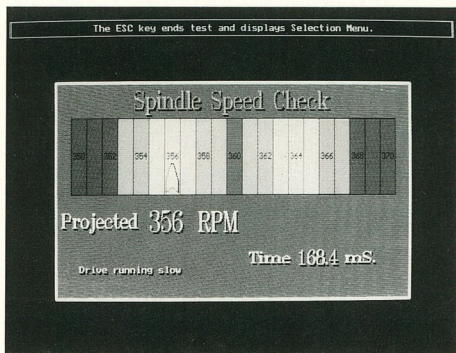 The ESC key ends test and displays Selection Menu.
Spindle Speed Check
350 352 354 356 358 360 362 364 366 368 370
Projected 356 RPM
Time 168.4 mS.
Drive running slow